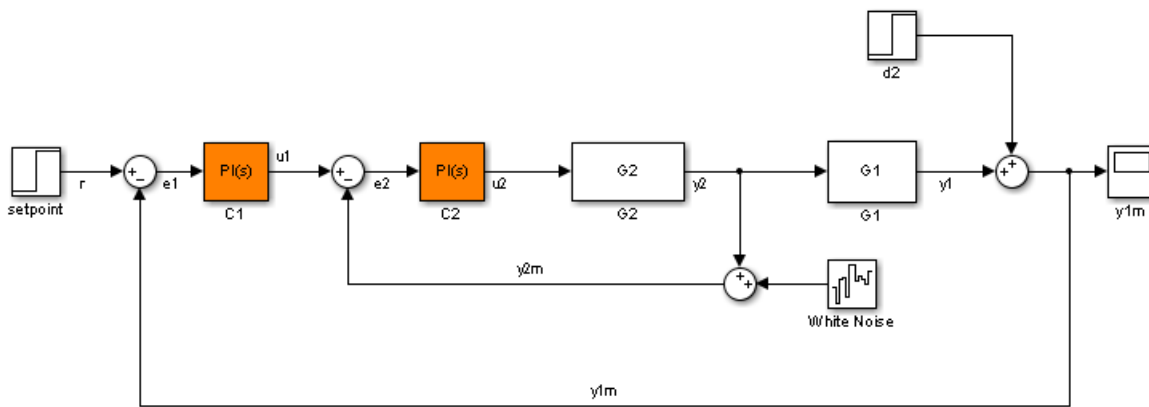 d2
setpoint
r
+
−
e1
PI(s)
C1
u1
+
−
e2
PI(s)
C2
u2
G2
G2
y2
G1
G1
y1
+
+
y1m
y2m
+
+
White Noise
y1m